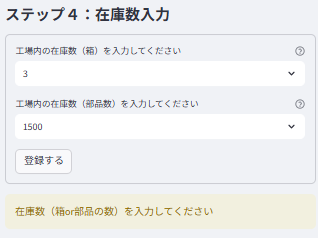 ステップ４：在庫数入力
工場内の在庫数（箱）を入力してください
3
工場内の在庫数（部品数）を入力してください
1500
登録する
在庫数（箱or部品の数）を入力してください